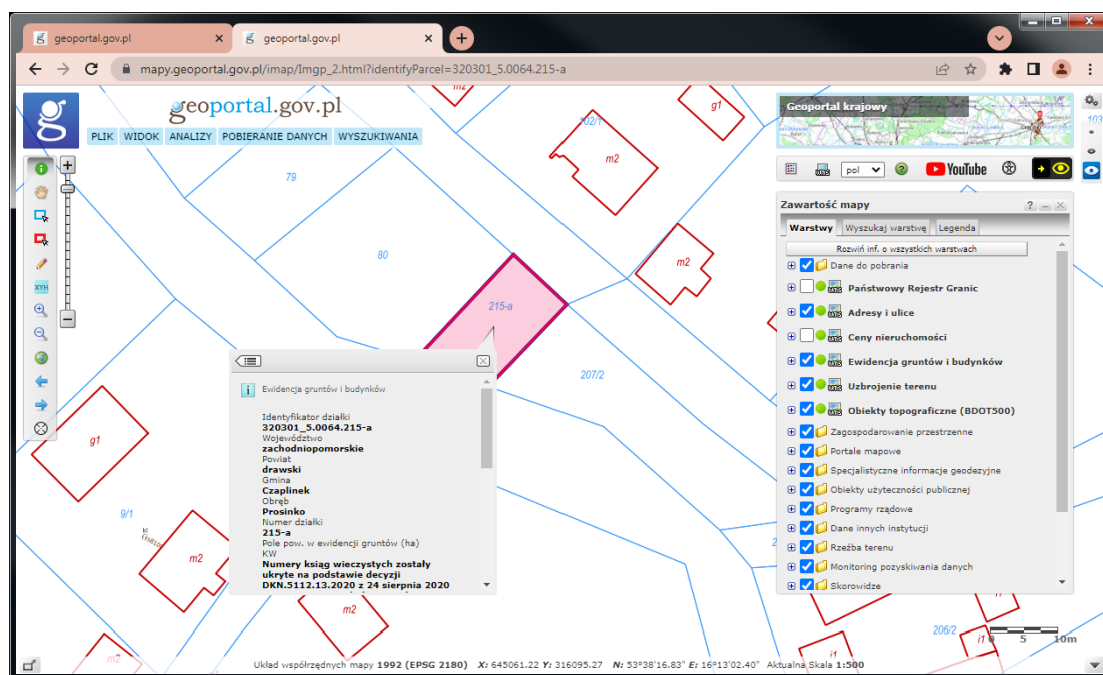 geoportal.gov.pl
geoportal.gov.pl
mapy.geoportal.gov.pl/imap/Imgp_2.html?identifyParcel=320301_5.0064.215-a
geoportal.gov.pl
PLIK WIDOK ANALIZY POBIERANIE DANYCH WYSZUKIWANIA
m2
g1
102/1
103
m2
79
80
m2
215-a
207/2
g1
9/1
m2
m2
m2
206/2
i1
i1
i1
XYH
Geoportal krajowy
pol
YouTube
Zawartość mapy
Warstwy Wyszukaj warstwę Legenda
Rozwiń inf. o wszystkich warstwach
Dane do pobrania
Państwowy Rejestr Granic
Adresy i ulice
Ceny nieruchomości
Ewidencja gruntów i budynków
Uzbrojenie terenu
Obiekty topograficzne (BDOT500)
Zagospodarowanie przestrzenne
Portale mapowe
Specjalistyczne informacje geodezyjne
Obiekty użyteczności publicznej
Programy rządowe
Dane innych instytucji
Rzeźba terenu
Monitoring pozyskiwania danych
Skorowidze
Ewidencja gruntów i budynków
Identyfikator działki
320301_5.0064.215-a
Województwo
zachodniopomorskie
Powiat
drawski
Gmina
Czaplinek
Obręb
Prosinko
Numer działki
215-a
Pole pow. w ewidencji gruntów (ha)
KW
Numery ksiąg wieczystych zostały
ukryte na podstawie decyzji
DKN.5112.13.2020 z 24 sierpnia 2020
0 5 10m
Układ współrzędnych mapy 1992 (EPSG 2180) X: 645061.22 Y: 316095.27 N: 53°38'16.83" E: 16°13'02.40" Aktualna Skala 1:500